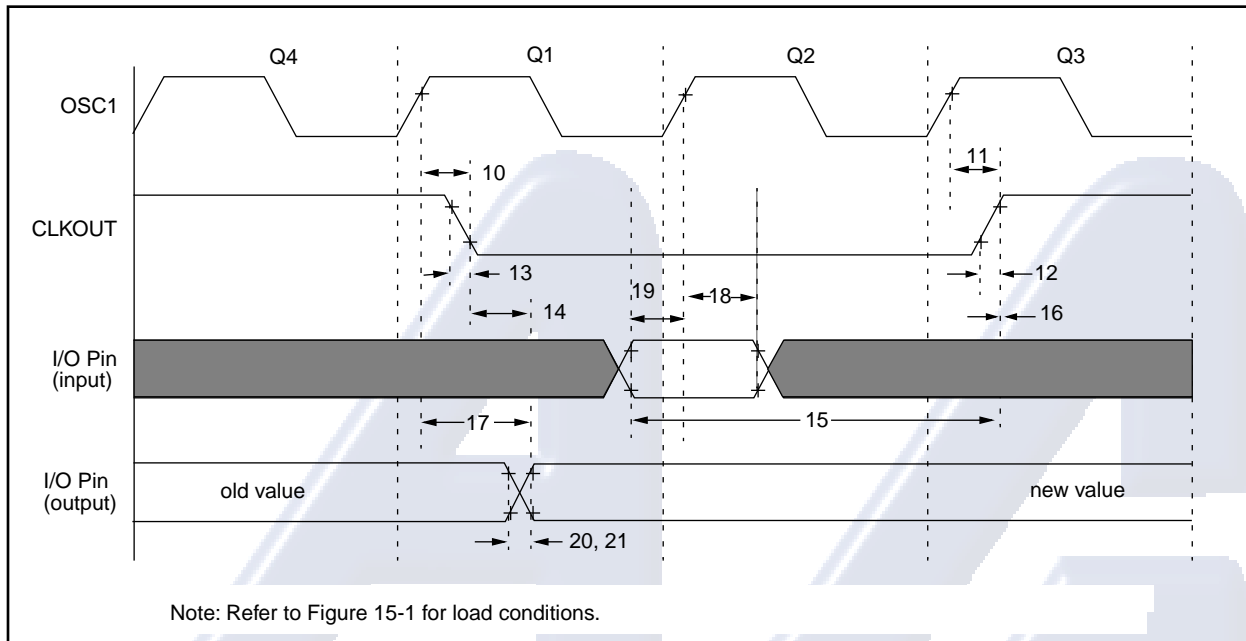 Q4
Q1
Q2
Q3
OSC1
10
11
CLKOUT
13
12
19
18
14
16
I/O Pin
(input)
17
15
I/O Pin
(output)
old value
new value
20, 21
Note: Refer to Figure 15-1 for load conditions.